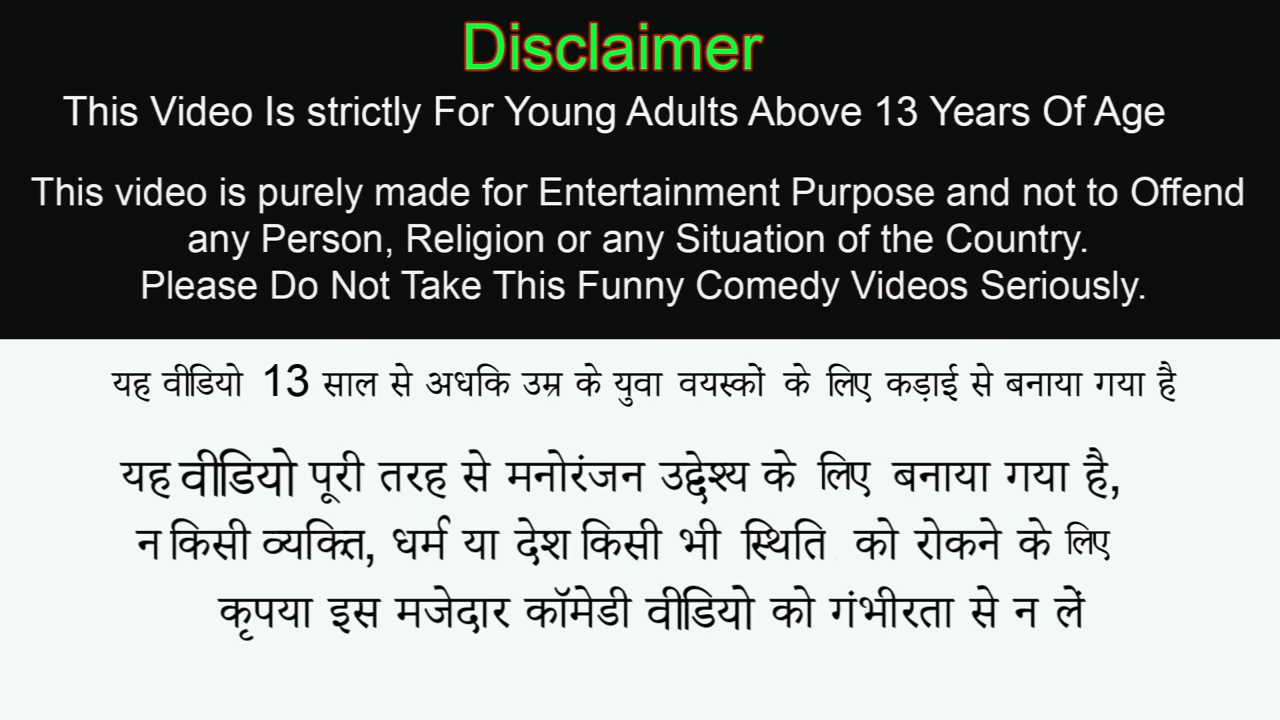 Disclaimer
This Video Is strictly For Young Adults Above 13 Years Of Age
This video is purely made for Entertainment Purpose and not to Offend
any Person, Religion or any Situation of the Country.
Please Do Not Take This Funny Comedy Videos Seriously.
यह वीडियो 13 साल से अधकि उम्र के युवा वयस्कों के लिए कड़ाई से बनाया गया है
यह वीडियो पूरी तरह से मनोरंजन उद्देश्य के लिए बनाया गया है,
न किसी व्यक्ति, धर्म या देश किसी भी स्थिति को रोकने के लिए
कृपया इस मजेदार कॉमेडी वीडियो को गंभीरता से न लें